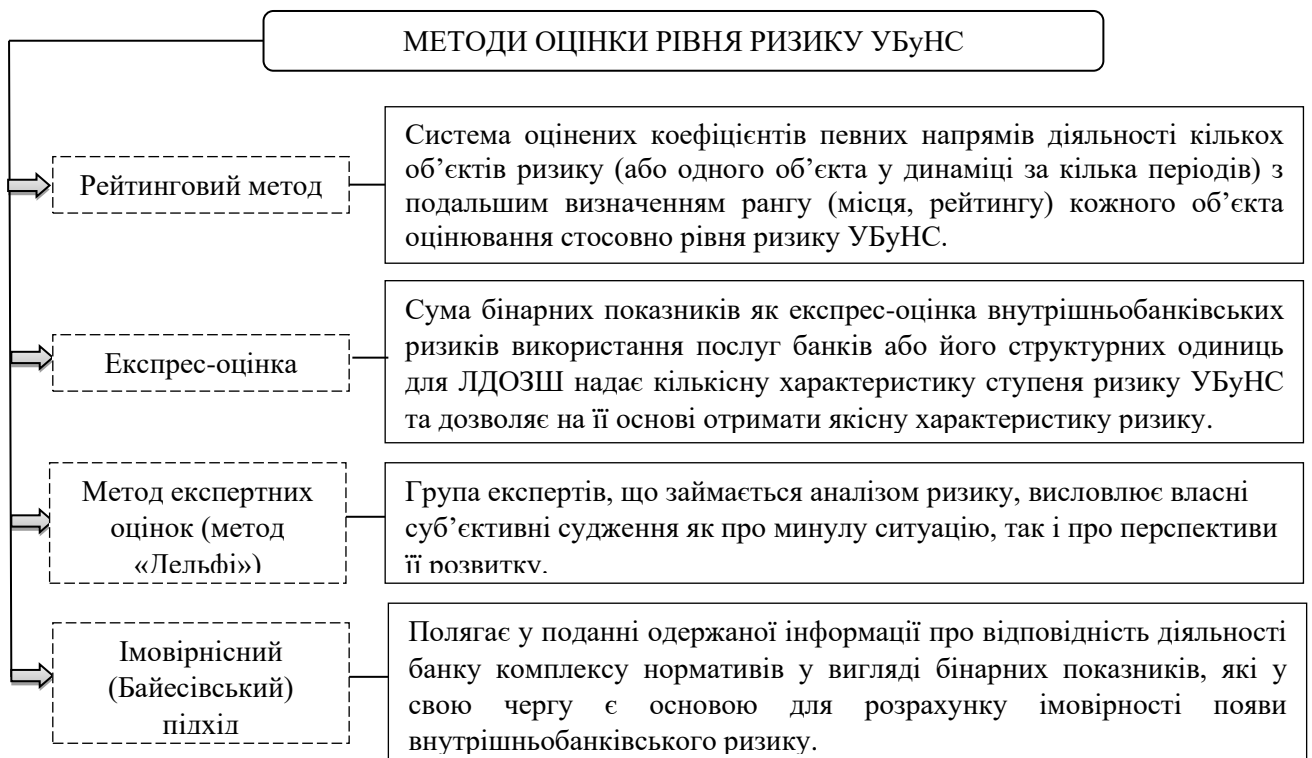 МЕТОДИ ОЦІНКИ РІВНЯ РИЗИКУ УБуНС
Рейтинговий метод
Система оцінених коефіцієнтів певних напрямів діяльності кількох
об’єктів ризику (або одного об’єкта у динаміці за кілька періодів) з
подальшим визначенням рангу (місця, рейтингу) кожного об’єкта
оцінювання стосовно рівня ризику УБуНС.
Експрес-оцінка
Сума бінарних показників як експрес-оцінка внутрішньобанківських
ризиків використання послуг банків або його структурних одиниць
для ЛДОЗШ надає кількісну характеристику ступеня ризику УБуНС
та дозволяє на її основі отримати якісну характеристику ризику.
Метод експертних
оцінок (метод
«Дельфі»)
Група експертів, що займається аналізом ризику, висловлює власні
суб’єктивні судження як про минулу ситуацію, так і про перспективи
її розвитку.
Імовірнісний
(Байесівський)
підхід
Полягає у поданні одержаної інформації про відповідність діяльності
банку комплексу нормативів у вигляді бінарних показників, які у
свою чергу є основою для розрахунку імовірності появи
внутрішньобанківського ризику.